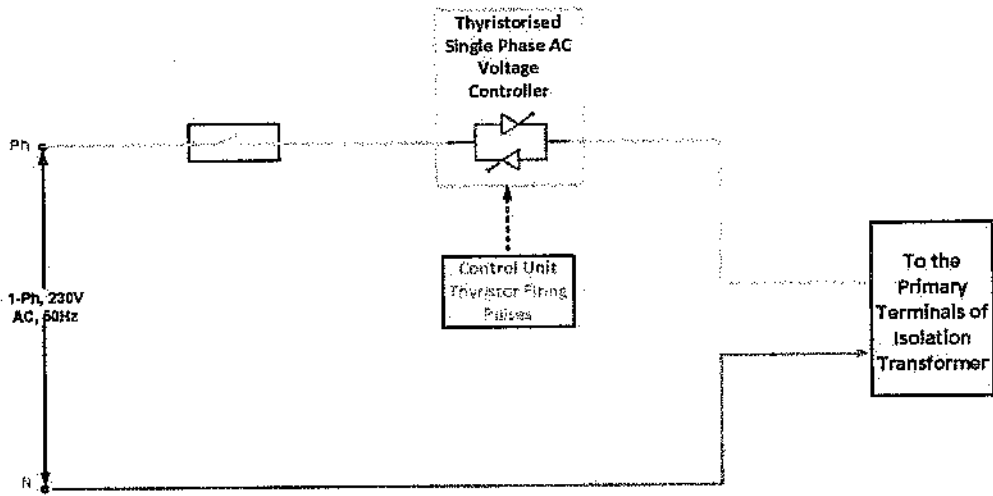 Thyristorised
Single Phase AC
Voltage
Controller
Ph
Control Unit
Thyristor Firing
Pulses
1-Ph, 230V
AC, 50Hz
To the
Primary
Terminals of
Isolation
Transformer
N